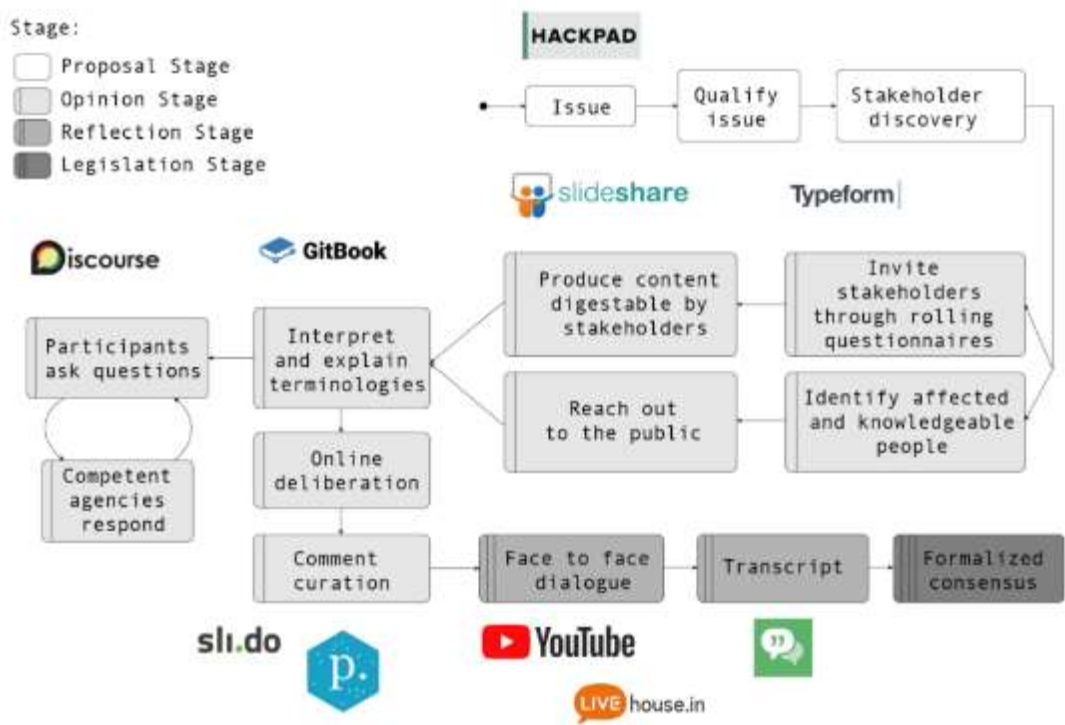 Stage:
Proposal Stage
Opinion Stage
Reflection Stage
Legislation Stage
HACKPAD
Issue
Qualify
issue
Stakeholder
discovery
slideshare
Typeform
Discourse
GitBook
Produce content
digestable by
stakeholders
Invite
stakeholders
through rolling
questionnaires
Participants
ask questions
Interpret
and explain
terminologies
Reach out
to the public
Identify affected
and knowledgeable
people
Competent
agencies
respond
Online
deliberation
Comment
curation
Face to face
dialogue
Transcript
Formalized
consensus
sli.do
p.
YouTube
LIVE house.in